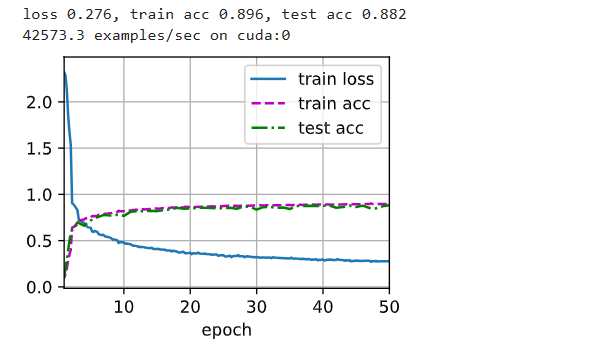 loss 0.276, train acc 0.896, test acc 0.882
42573.3 examples/sec on cuda:0
train loss
train acc
test acc
2.0
1.5
1.0
0.5
0.0
10 20 30 40 50
epoch